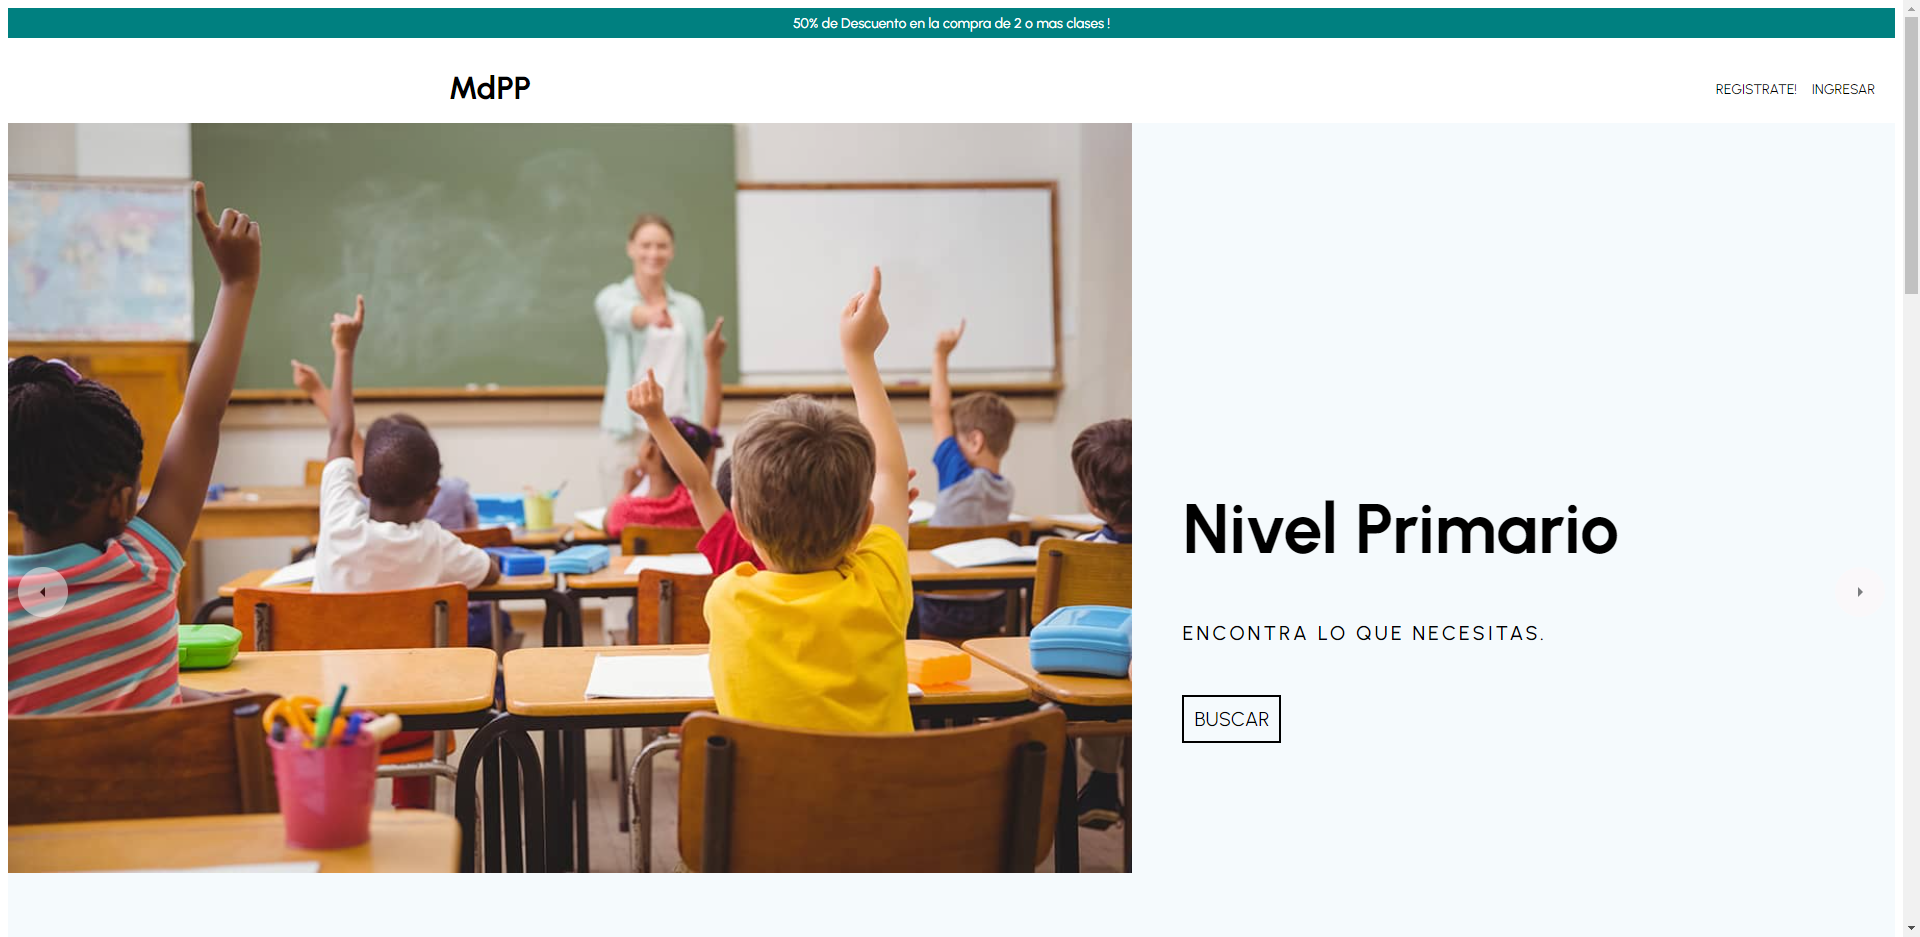 50% de Descuento en la compra de 2 o mas clases !
MdPP
REGISTRATE! INGRESAR
Nivel Primario
ENCONTRA LO QUE NECESITAS.
BUSCAR